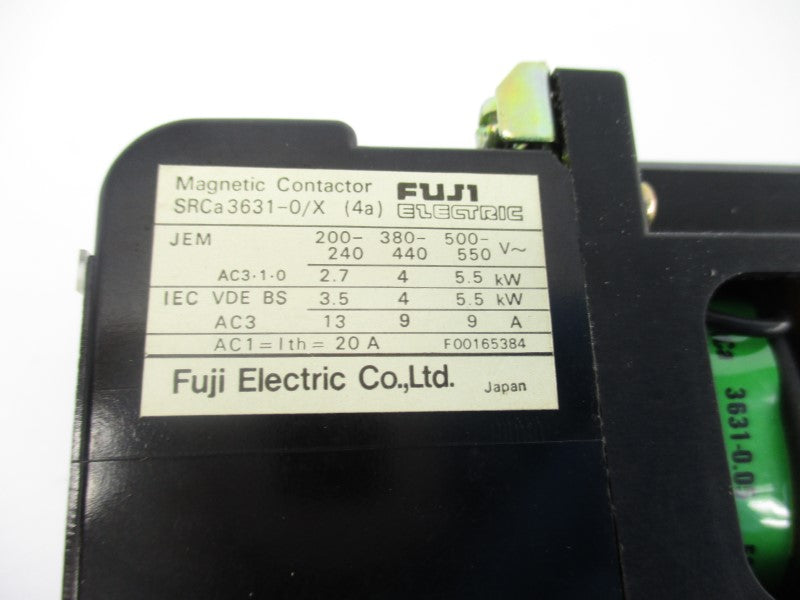 Magnetic Contactor FUJI
SRCa3631-0/X (4a) ELECTRIC
JEM 200- 380- 500- V~
240 440 550
AC3·1·0 2.7 4 5.5 kW
IEC VDE BS 3.5 4 5.5 kW
AC3 13 9 9 A
AC1=Ith= 20 A F00165384
Fuji Electric Co.,Ltd. Japan
3631-0.0